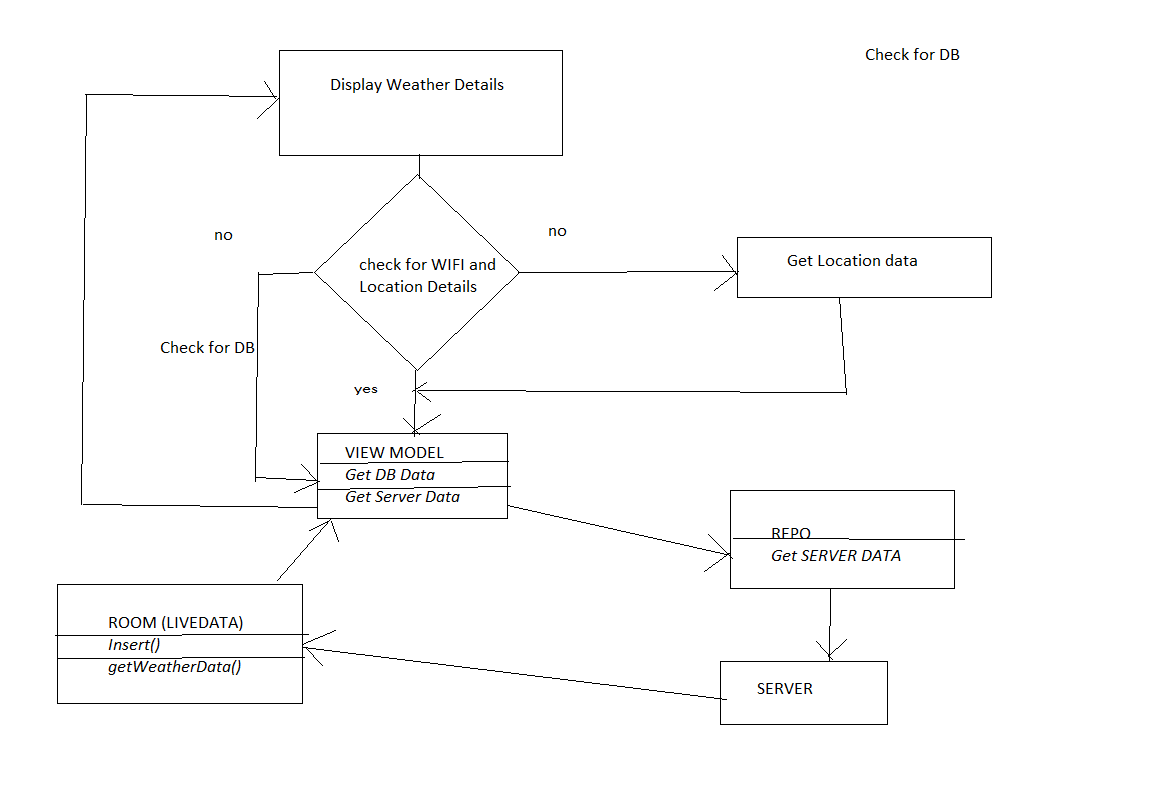 Check for DB
Display Weather Details
no
no
check for WIFI and
Location Details
Get Location data
Check for DB
yes
VIEW MODEL
Get DB Data
Get Server Data
REPO
Get SERVER DATA
ROOM (LIVEDATA)
Insert()
getWeatherData()
SERVER